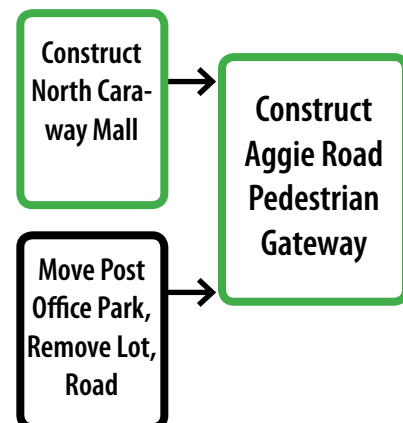 Construct
North Cara-
way Mall
Construct
Aggie Road
Pedestrian
Gateway
Move Post
Office Park,
Remove Lot,
Road